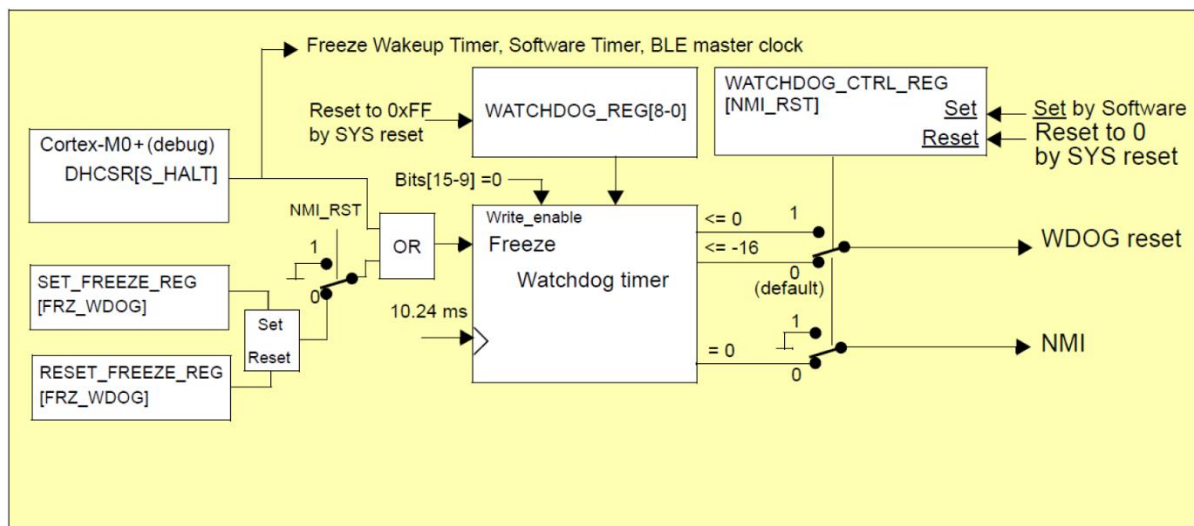 Freeze Wakeup Timer, Software Timer, BLE master clock
Reset to 0xFF
by SYS reset
WATCHDOG_REG[8-0]
WATCHDOG_CTRL_REG
[NMI_RST]
Set
Reset
Set by Software
Reset to 0
by SYS reset
Cortex-M0+(debug)
DHCSR[S_HALT]
Bits[15-9] =0
NMI_RST
1
0
OR
Write_enable
Freeze
Watchdog timer
10.24 ms
<= 0
<= -16
= 0
1
0
(default)
WDOG reset
1
0
NMI
SET_FREEZE_REG
[FRZ_WDOG]
Set
Reset
RESET_FREEZE_REG
[FRZ_WDOG]